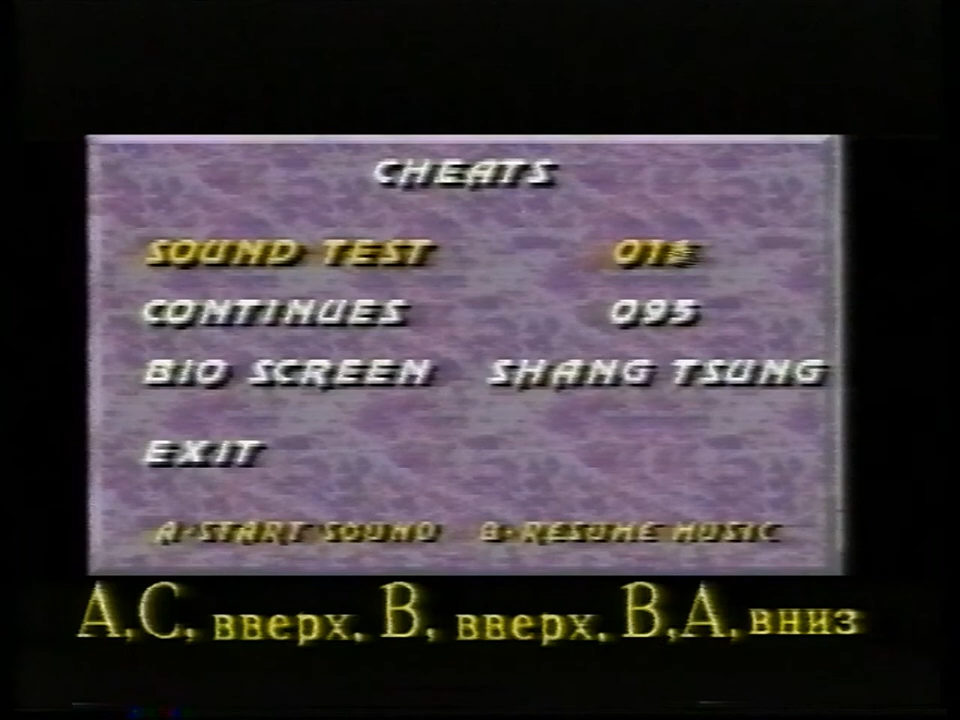 CHEATS
SOUND TEST
CONTINUES 095
BIO SCREEN SHANG TSUNG
EXIT
A-START SOUND B-RESUME MUSIC
A,C, вверх, B, вверх, B,A, вниз